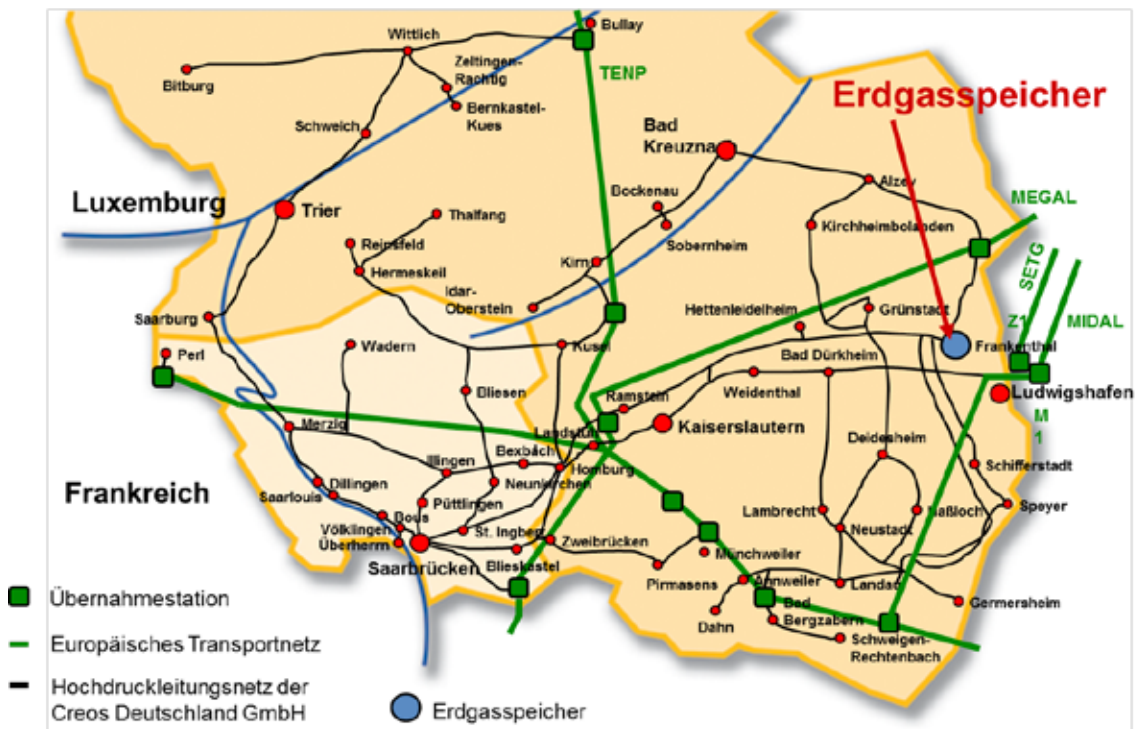 Bullay
Wittlich
Zeltingen-
Rachtig
TENP
Bitburg
Bernkastel-
Kues
Erdgasspeicher
Schweich
Bad
Kreuznach
Alzey
Bockenau
MEGAL
Luxemburg
Trier
Thalfang
Kirchheimbolanden
Sobernheim
Reinsfeld
Hermeskeil
Kirn
SETG
Idar-
Oberstein
Hettenleidelheim
Grünstadt
Saarburg
Z1
MIDAL
Perl
Wadern
Kusel
Frankenthal
Bad Dürkheim
Bliesen
Ramstein
Weidenthal
Ludwigshafen
Merzig
Landstuhl
Kaiserslautern
M
1
Bexbach
Deidesheim
Illingen
Homburg
Schifferstadt
Frankreich
Dillingen
Neunkirchen
Saarlouis
Püttlingen
Speyer
Bous
Lambrecht
Haßloch
Völklingen
St. Ingbert
Neustadt
Überherrn
Zweibrücken
Münchweiler
Saarbrücken
Blieskastel
Pirmasens
Annweiler
Landau
Übernahmestation
Bad
Bergzabern
Germersheim
Dahn
Schweigen-
Rechtenbach
Europäisches Transportnetz
Hochdruckleitungsnetz der
Creos Deutschland GmbH
Erdgasspeicher